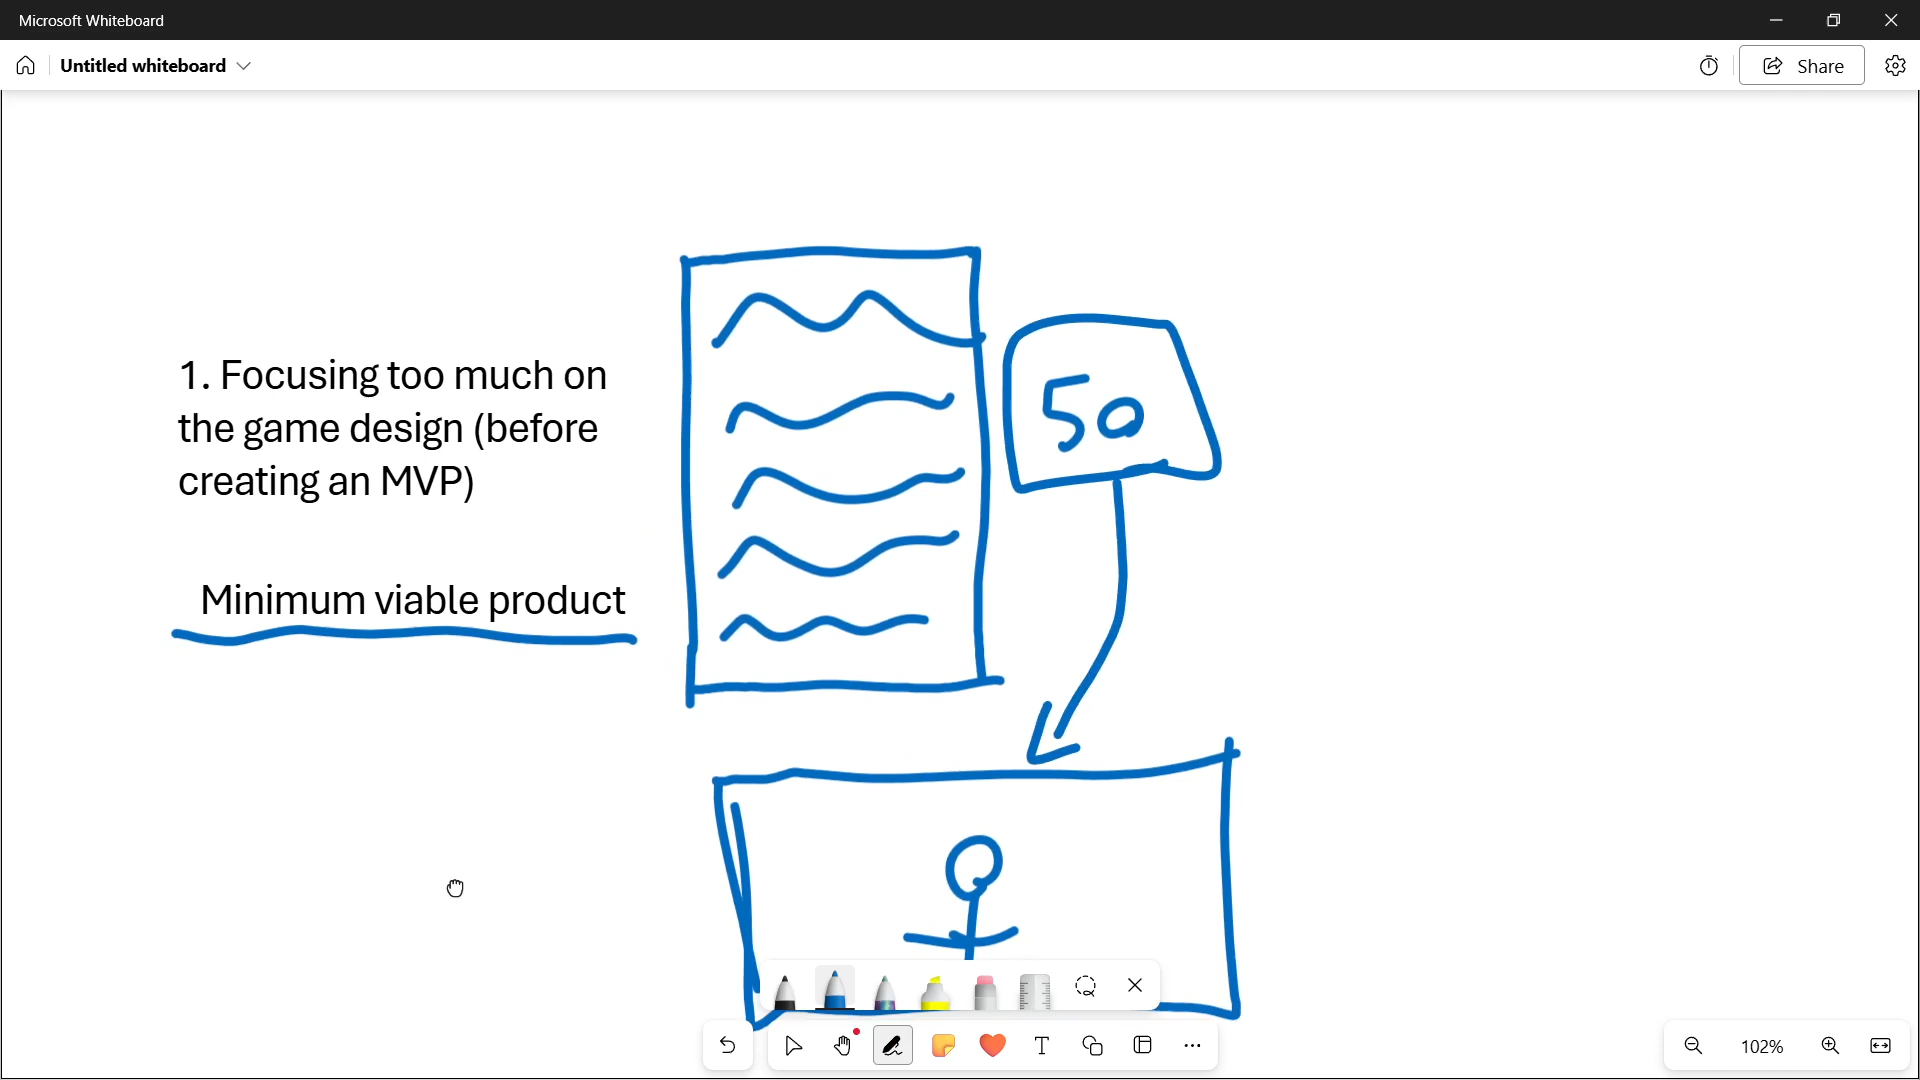 Microsoft Whiteboard
Untitled whiteboard
Share
1. Focusing too much on
the game design (before
creating an MVP)
50
Minimum viable product
102%